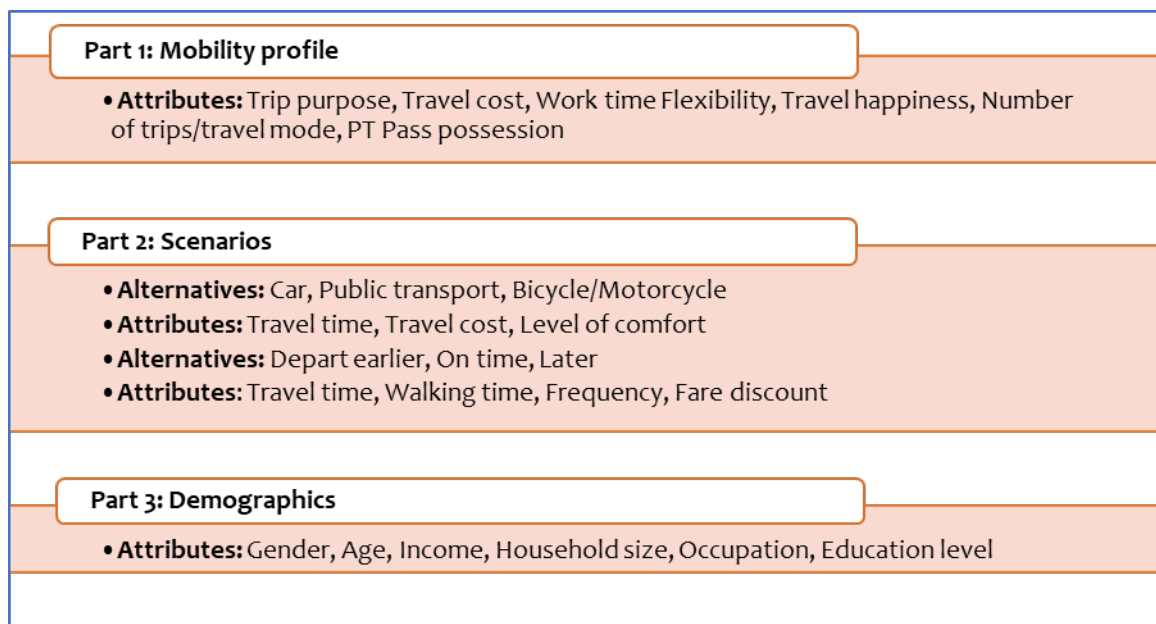 Part 1: Mobility profile
• Attributes: Trip purpose, Travel cost, Work time Flexibility, Travel happiness, Number
of trips/travel mode, PT Pass possession
Part 2: Scenarios
• Alternatives: Car, Public transport, Bicycle/Motorcycle
• Attributes: Travel time, Travel cost, Level of comfort
• Alternatives: Depart earlier, On time, Later
• Attributes: Travel time, Walking time, Frequency, Fare discount
Part 3: Demographics
• Attributes: Gender, Age, Income, Household size, Occupation, Education level